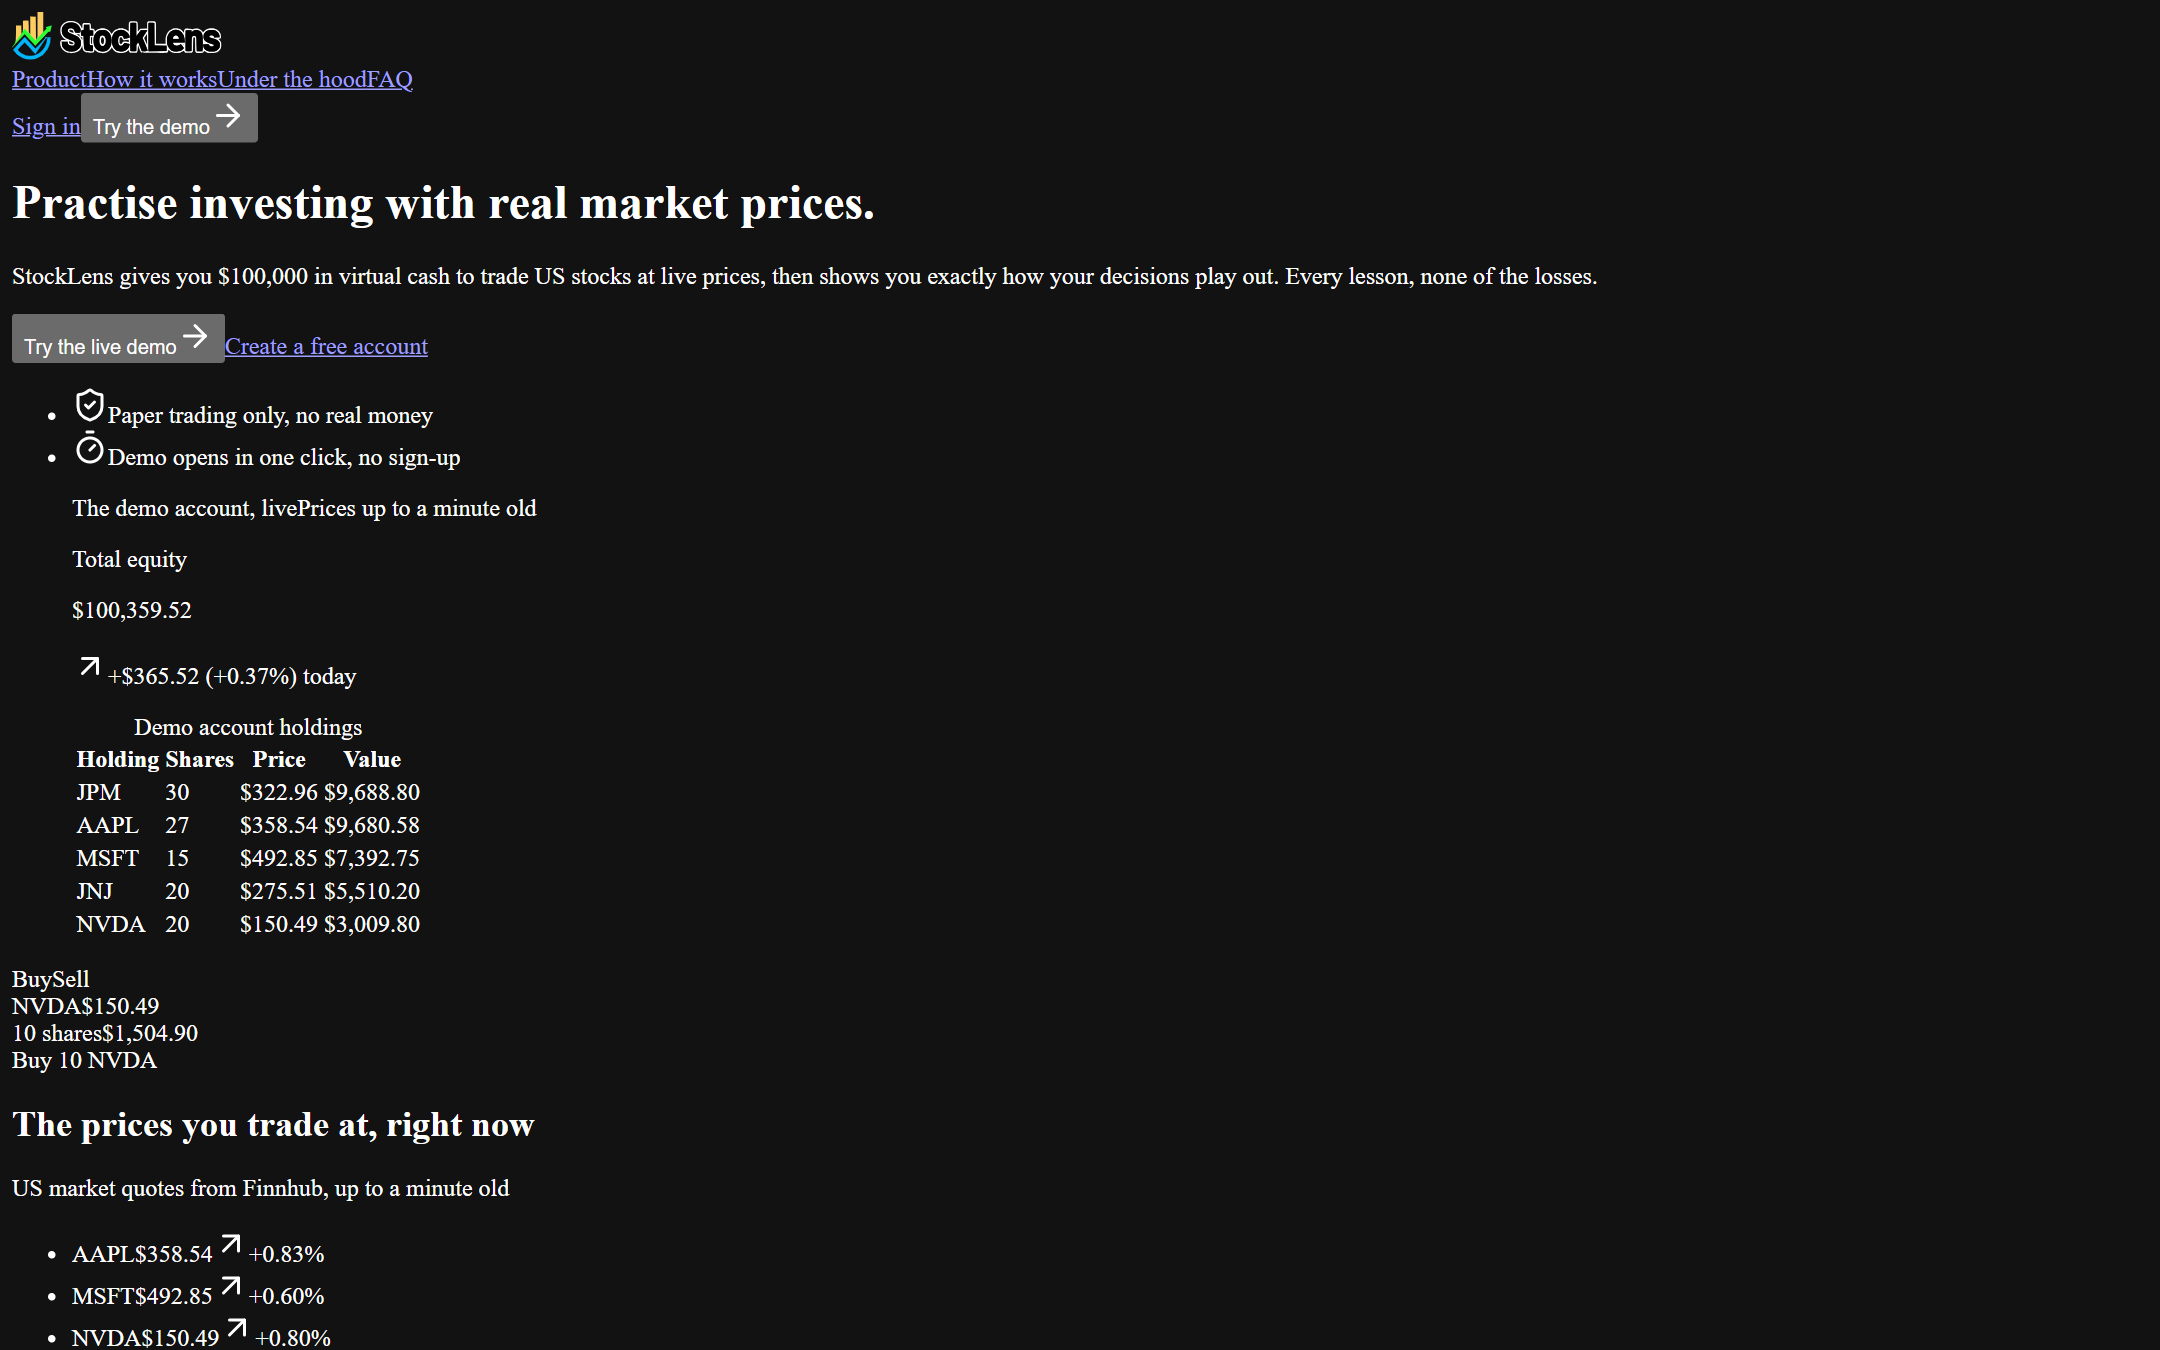 StockLens
ProductHow it worksUnder the hoodFAQ
Sign in Try the demo
Practise investing with real market prices.
StockLens gives you $100,000 in virtual cash to trade US stocks at live prices, then shows you exactly how your decisions play out. Every lesson, none of the losses.
Try the live demo Create a free account
Paper trading only, no real money
Demo opens in one click, no sign-up
The demo account, livePrices up to a minute old
Total equity
$100,359.52
+$365.52 (+0.37%) today
Demo account holdings
Holding Shares Price Value
JPM 30 $322.96 $9,688.80
AAPL 27 $358.54 $9,680.58
MSFT 15 $492.85 $7,392.75
JNJ 20 $275.51 $5,510.20
NVDA 20 $150.49 $3,009.80
BuySell
NVDA$150.49
10 shares$1,504.90
Buy 10 NVDA
The prices you trade at, right now
US market quotes from Finnhub, up to a minute old
AAPL$358.54 +0.83%
MSFT$492.85 +0.60%
NVDA$150.49 +0.80%